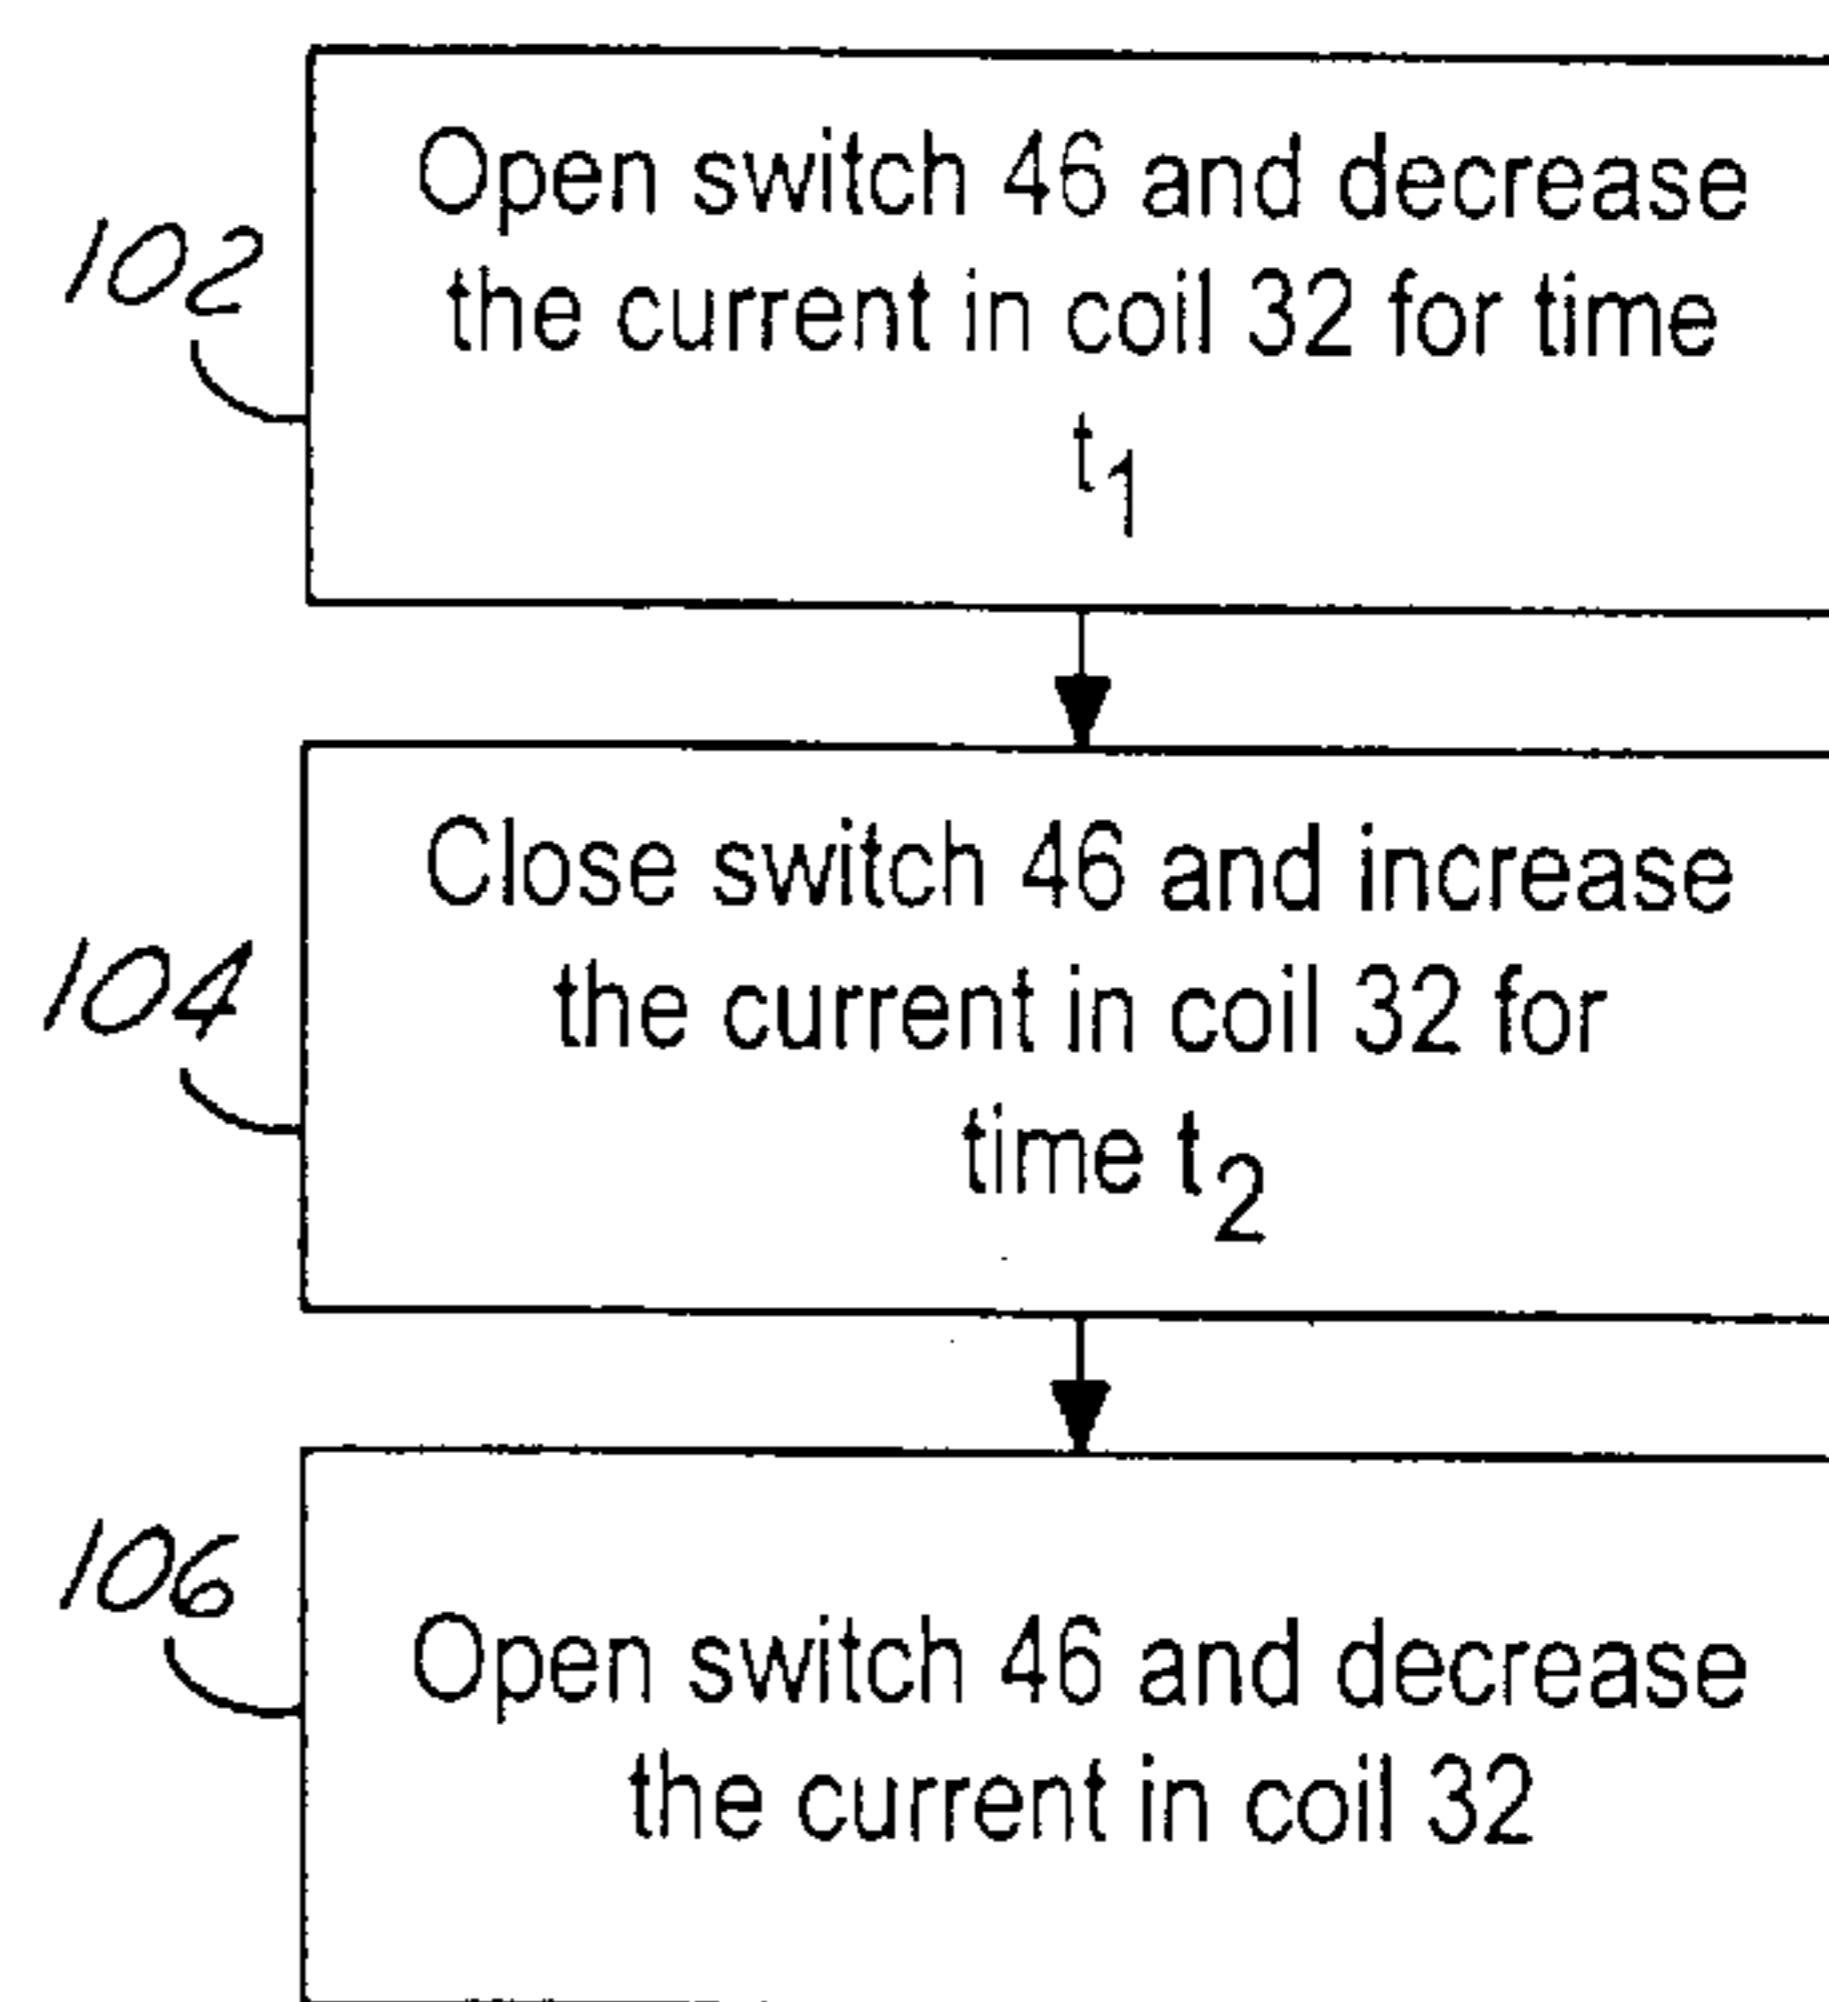 102
Open switch 46 and decrease
the current in coil 32 for time
t₁
104
Close switch 46 and increase
the current in coil 32 for
time t₂
106
Open switch 46 and decrease
the current in coil 32